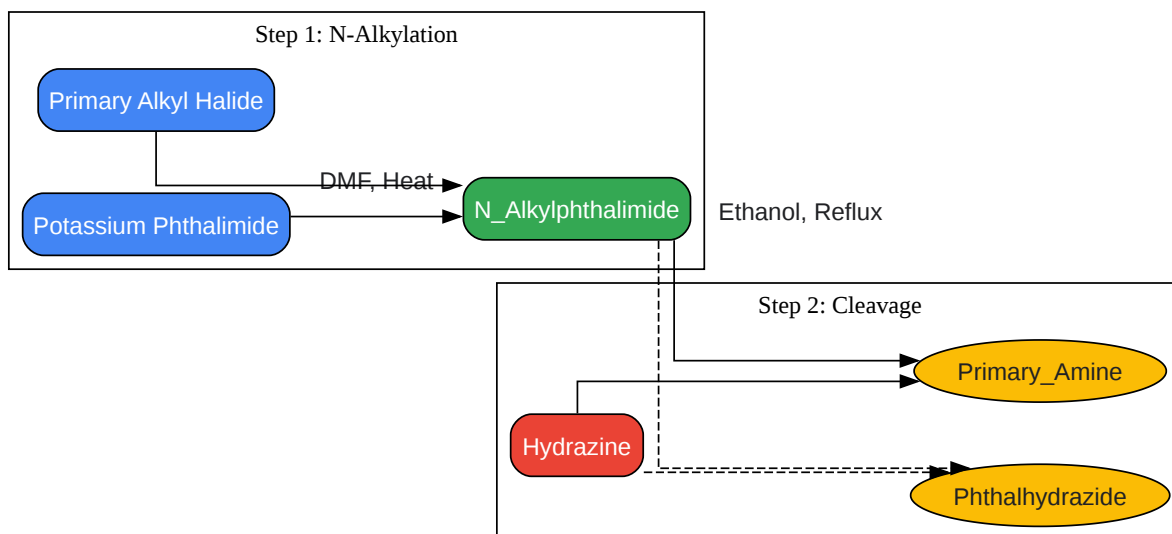 Step 1: N-Alkylation
Primary Alkyl Halide
DMF, Heat
Potassium Phthalimide
N_Alkylphthalimide
Ethanol, Reflux
Step 2: Cleavage
Primary_Amine
Hydrazine
Phthalhydrazide